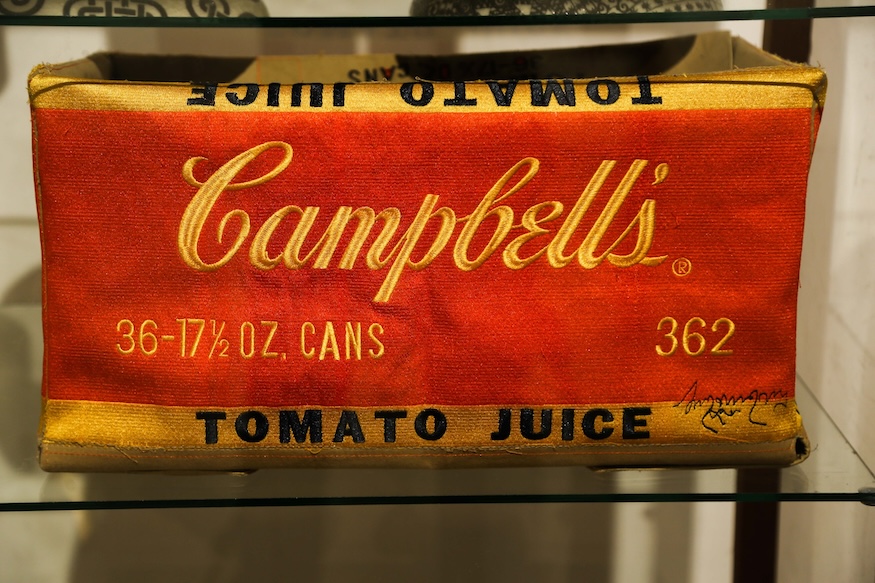 TOMATO JUICE
Campbell's®
36-17½ OZ. CANS
362
TOMATO JUICE